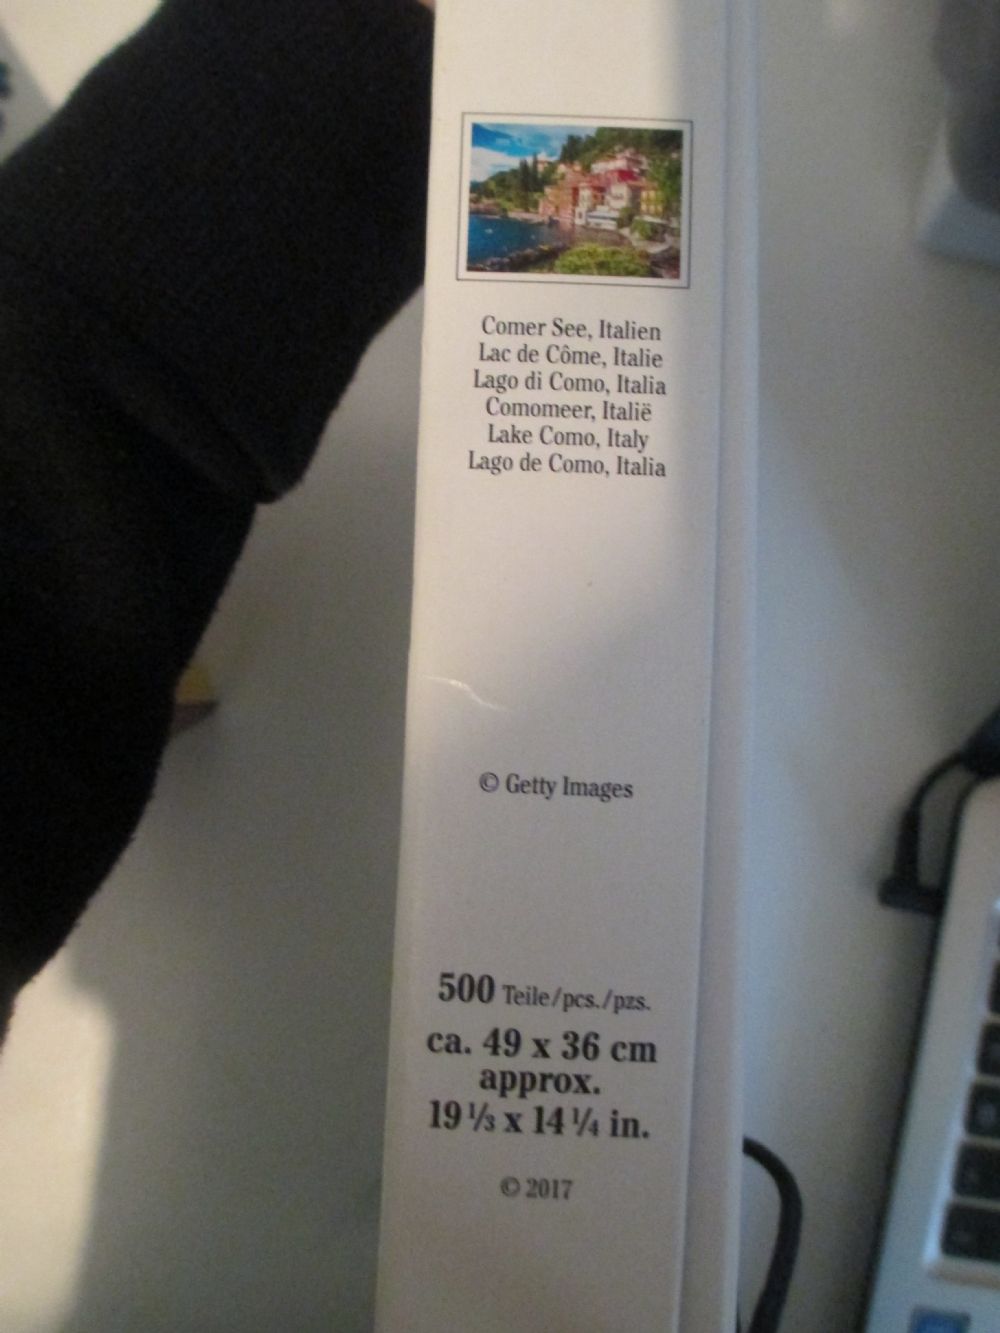 Comer See, Italien
Lac de Côme, Italie
Lago di Como, Italia
Comomeer, Italië
Lake Como, Italy
Lago de Como, Italia
© Getty Images
500 Teile/pcs./pzs.
ca. 49 x 36 cm
approx.
19 ⅓ x 14 ¼ in.
© 2017